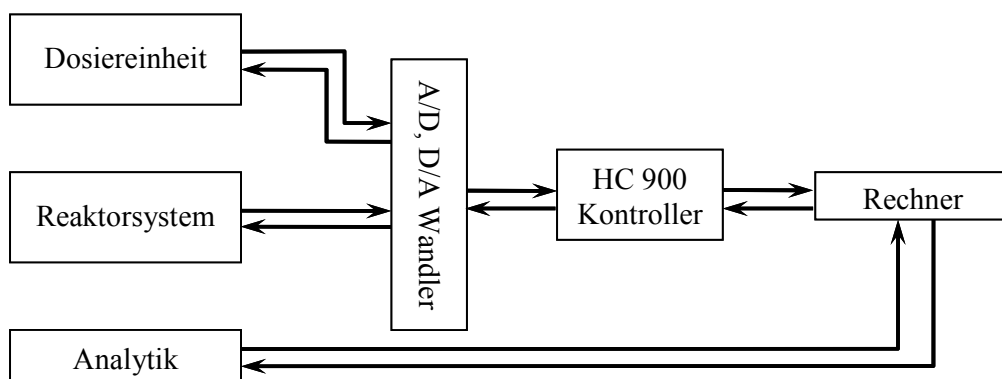 Dosiereinheit
Reaktorsystem
Analytik
A/D, D/A Wandler
HC 900
Kontroller
Rechner